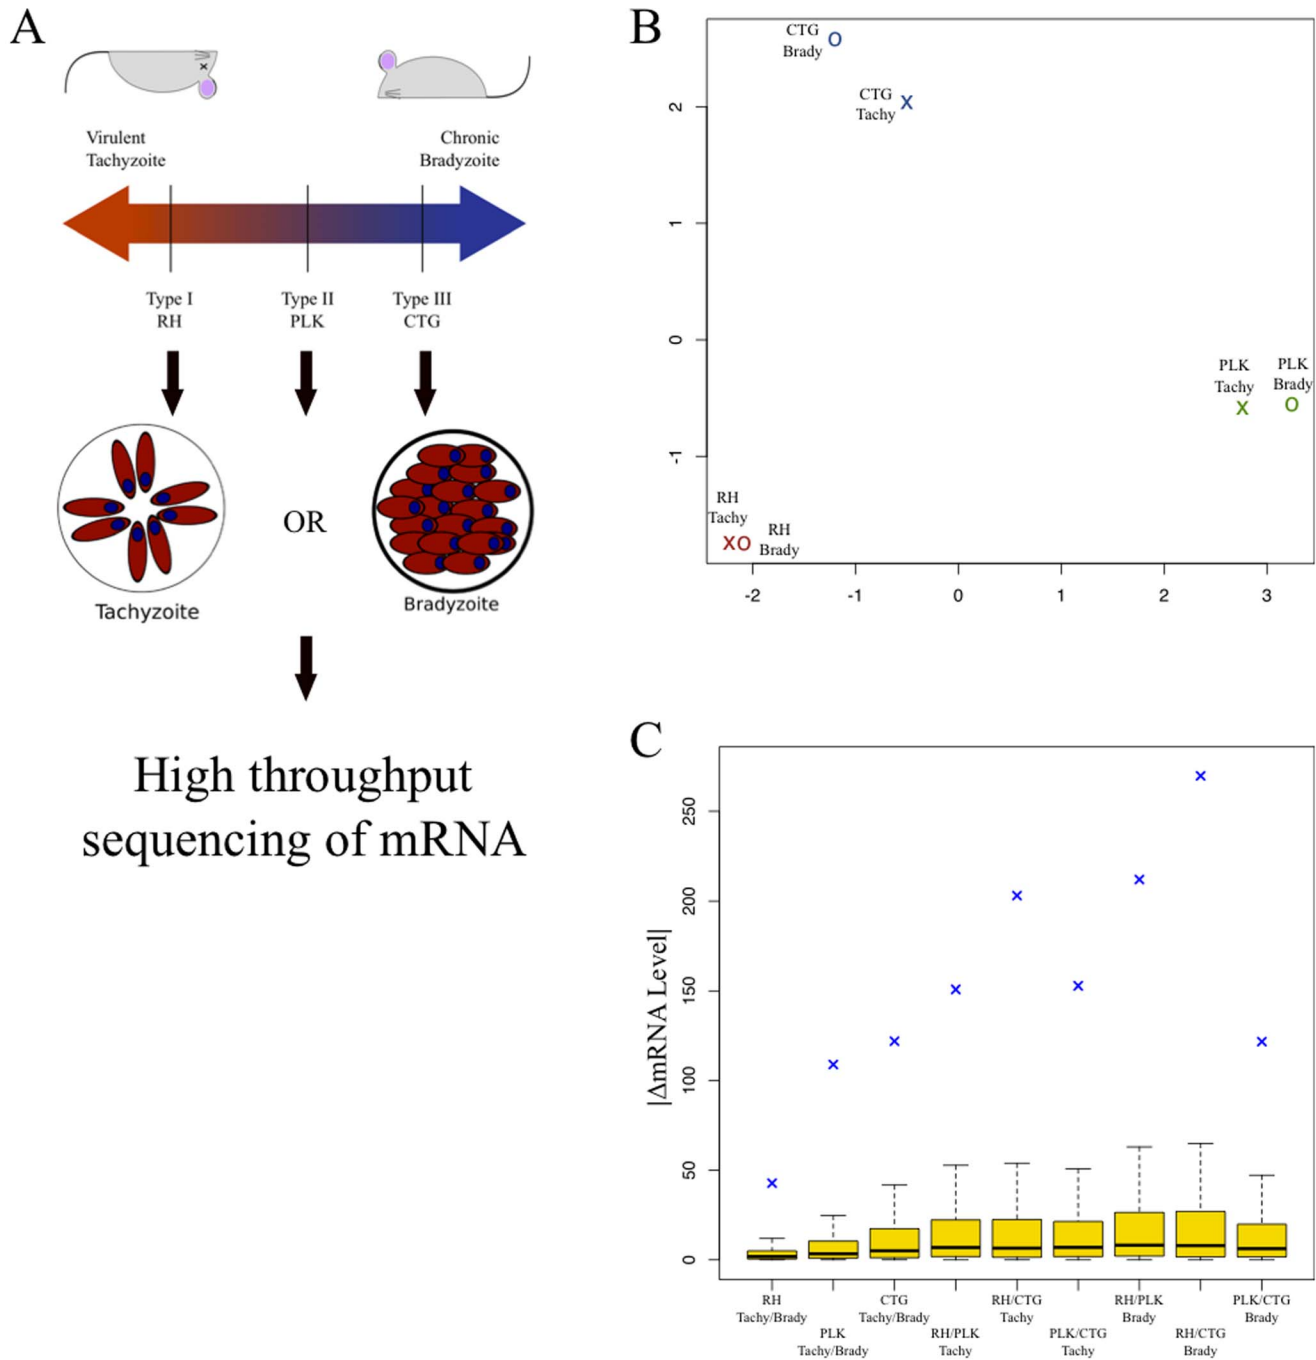 A
Virulent
Tachyzoite
Chronic
Bradyzoite
Type I
RH
Type II
PLK
Type III
CTG
OR
Tachyzoite
Bradyzoite
High throughput
sequencing of mRNA
B
CTG
Brady
O
CTG
Tachy
X
PLK
Tachy
X
PLK
Brady
O
RH
Tachy
XO
RH
Brady
2
1
0
-1
-2
-1
0
1
2
3
C
|ΔmRNA Level|
250
200
150
100
50
0
RH
Tachy/Brady
PLK
Tachy/Brady
CTG
Tachy/Brady
RH/PLK
Tachy
RH/CTG
Tachy
PLK/CTG
Tachy
RH/PLK
Brady
RH/CTG
Brady
PLK/CTG
Brady